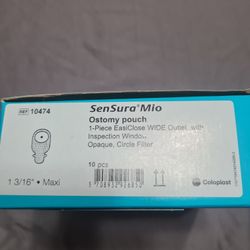 REF 10474
SenSura® Mio
Ostomy pouch
1-Piece EasiClose WIDE Outlet, with
Inspection Window
Opaque, Circle Filter
10 pcs
1 3/16" • Maxi
Coloplast